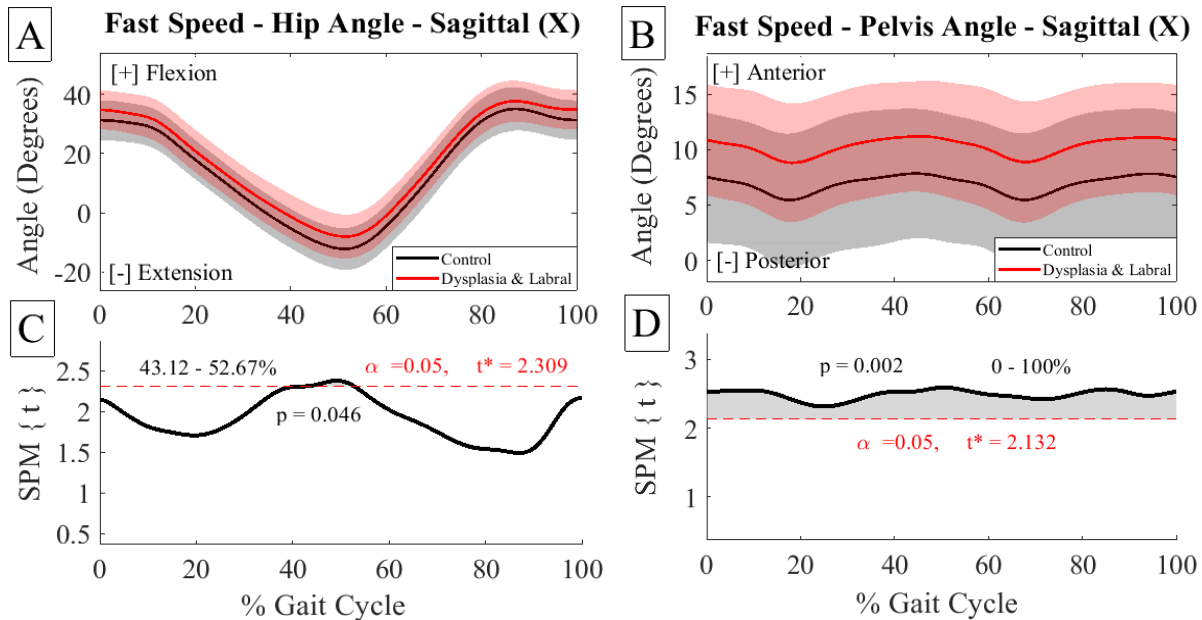 A
Fast Speed - Hip Angle - Sagittal (X)
[+] Flexion
Angle (Degrees)
40
20
0
-20
[-] Extension
Control
Dysplasia & Labral
0 20 40 60 80 100
B
Fast Speed - Pelvis Angle - Sagittal (X)
[+] Anterior
Angle (Degrees)
15
10
5
0
[-] Posterior
Control
Dysplasia & Labral
0 20 40 60 80 100
C
SPM { t }
2.5
2
1.5
1
0.5
43.12 - 52.67%
α =0.05, t* = 2.309
p = 0.046
0 20 40 60 80 100
% Gait Cycle
D
SPM { t }
3
2
1
p = 0.002
0 - 100%
α =0.05, t* = 2.132
0 20 40 60 80 100
% Gait Cycle